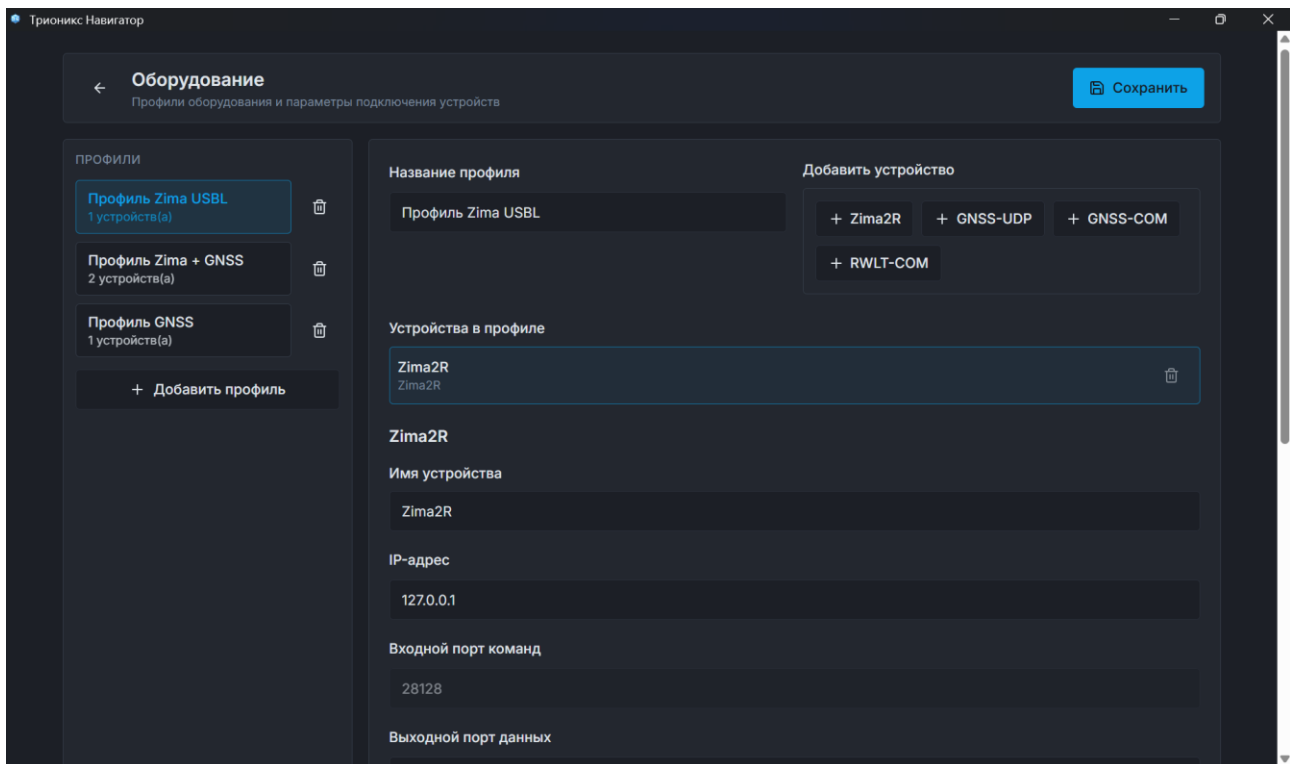 Трионикс Навигатор
Оборудование
Профили оборудования и параметры подключения устройств
Сохранить
ПРОФИЛИ
Профиль Zima USBL
1 устройств(а)
Профиль Zima + GNSS
2 устройств(а)
Профиль GNSS
1 устройств(а)
+ Добавить профиль
Название профиля
Профиль Zima USBL
Добавить устройство
+ Zima2R + GNSS-UDP + GNSS-COM
+ RWLT-COM
Устройства в профиле
Zima2R
Zima2R
Zima2R
Имя устройства
Zima2R
IP-адрес
127.0.0.1
Входной порт команд
28128
Выходной порт данных